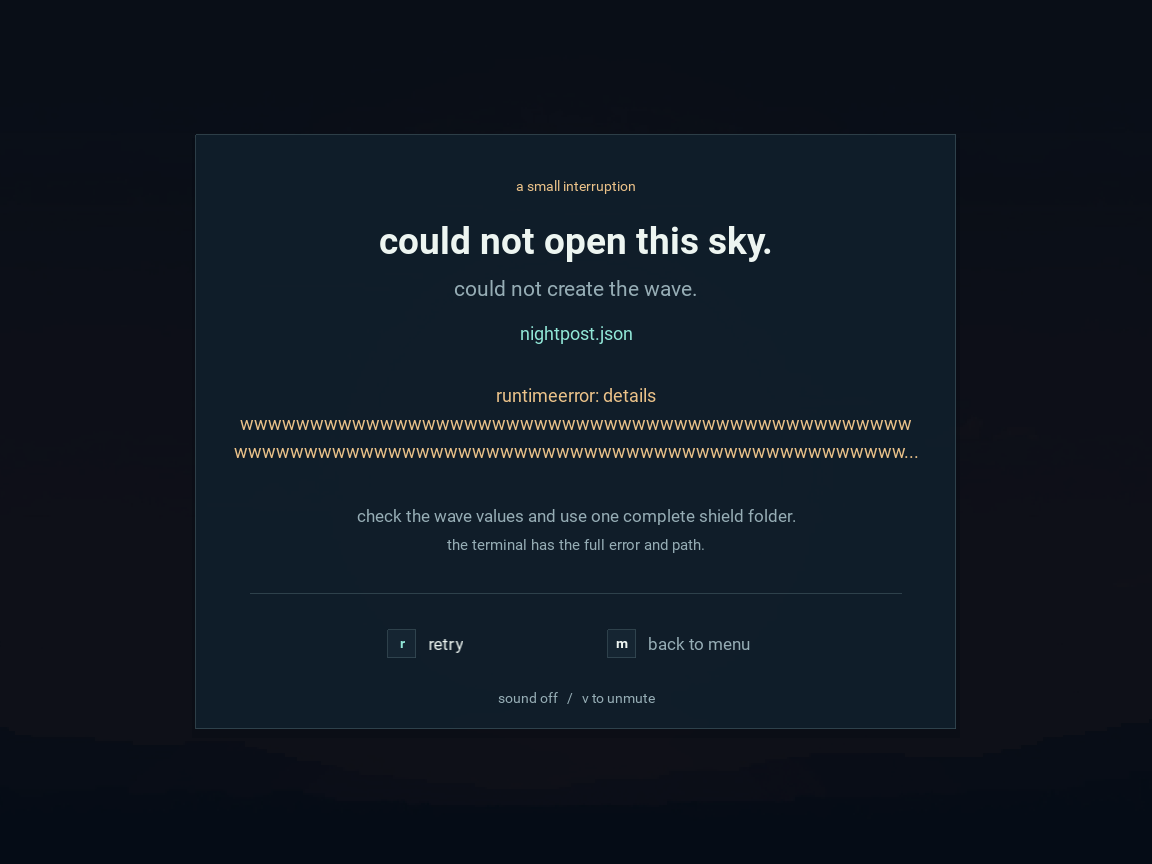 a small interruption
could not open this sky.
could not create the wave.
nightpost.json
runtimeerror: details
wwwwwwwwwwwwwwwwwwwwwwwwwwwwwwwwwwwwwwwwwwwwwwww
wwwwwwwwwwwwwwwwwwwwwwwwwwwwwwwwwwwwwwwwwwwwwwww...
check the wave values and use one complete shield folder.
the terminal has the full error and path.
r retry
m back to menu
sound off / v to unmute